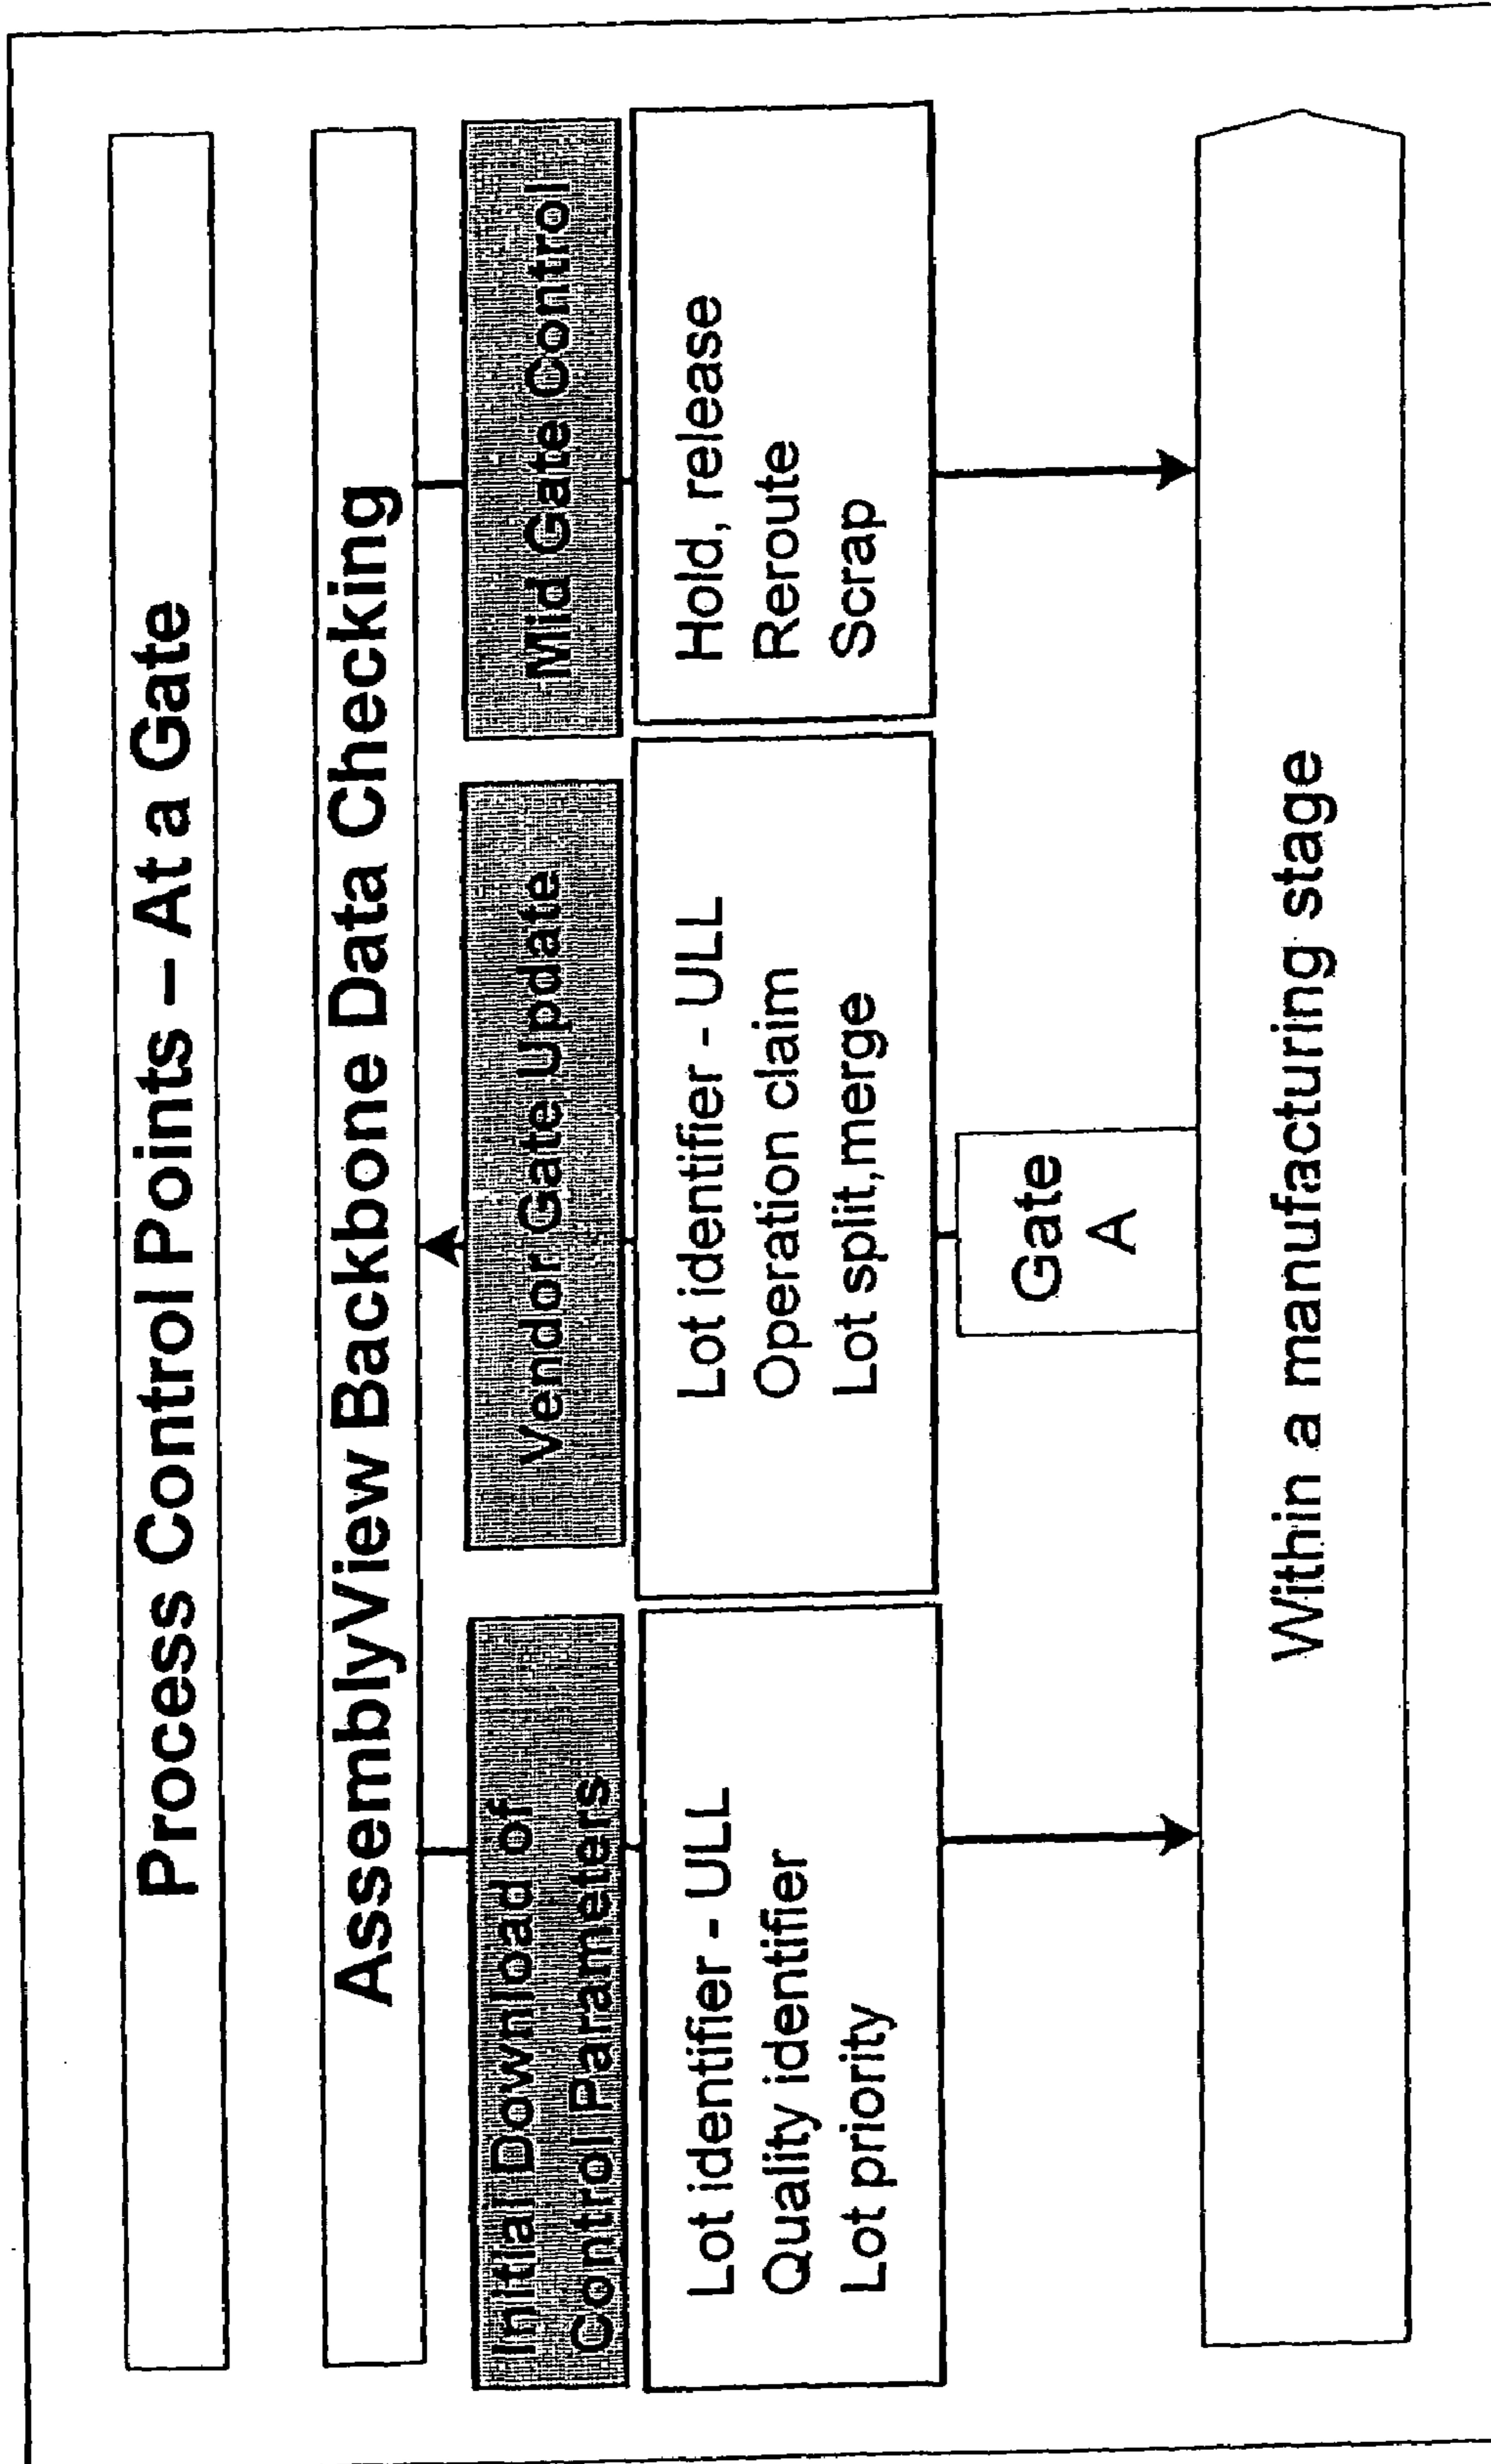 Process Control Points – At a Gate
AssemblyView Backbone Data Checking
Initial Download of
Control Parameters
Lot identifier - ULL
Quality identifier
Lot priority
Vendor Gate Update
Lot identifier - ULL
Operation claim
Lot split,merge
Mid Gate Control
Hold, release
Reroute
Scrap
Gate
A
Within a manufacturing stage